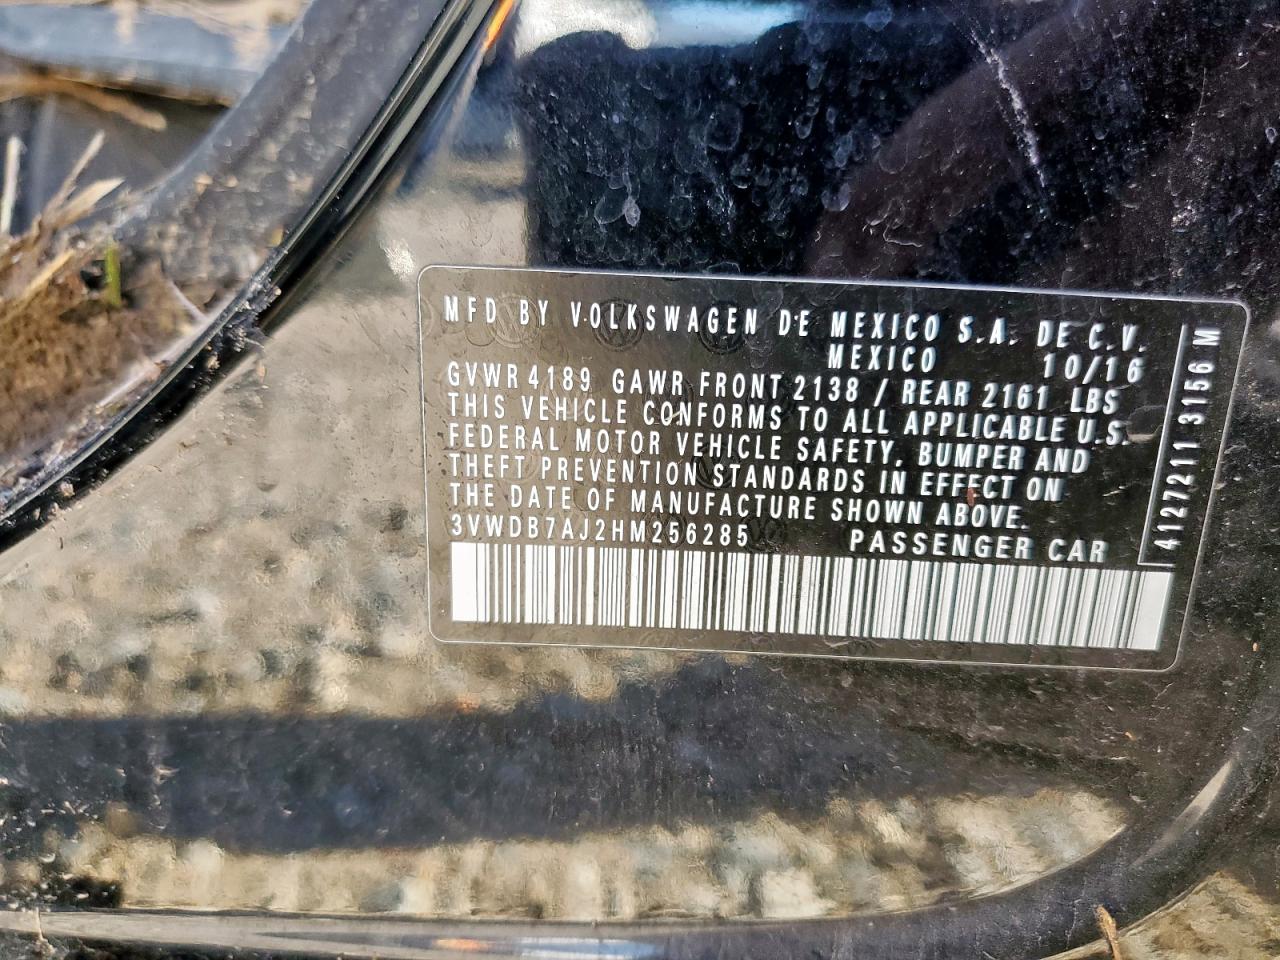 MFD BY VOLKSWAGEN DE MEXICO S.A. DE C.V.
MEXICO 10/16
GVWR 4189 GAWR FRONT 2138 / REAR 2161 LBS
THIS VEHICLE CONFORMS TO ALL APPLICABLE U.S.
FEDERAL MOTOR VEHICLE SAFETY, BUMPER AND
THEFT PREVENTION STANDARDS IN EFFECT ON
THE DATE OF MANUFACTURE SHOWN ABOVE.
3VWDB7AJ2HM256285 PASSENGER CAR
4127211 3156 M